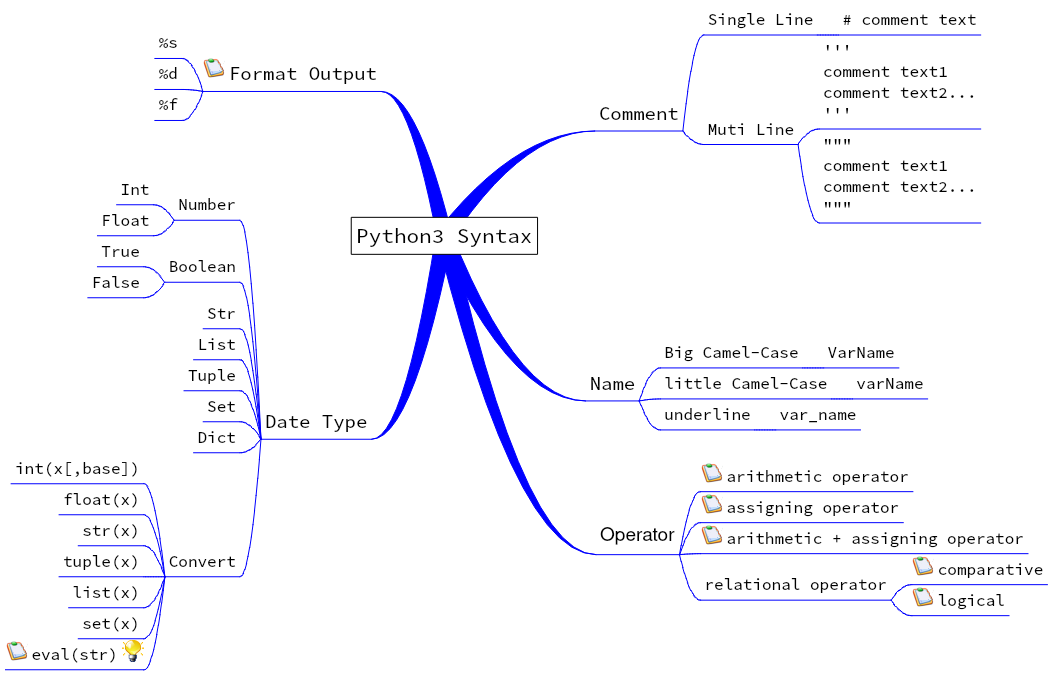 Python3 Syntax
Format Output
%s
%d
%f
Comment
Single Line # comment text
Muti Line
'''
comment text1
comment text2...
'''
"""
comment text1
comment text2...
"""
Name
Big Camel-Case VarName
little Camel-Case varName
underline var_name
Operator
arithmetic operator
assigning operator
arithmetic + assigning operator
relational operator
comparative
logical
Date Type
Number
Int
Float
Boolean
True
False
Str
List
Tuple
Set
Dict
Convert
int(x[,base])
float(x)
str(x)
tuple(x)
list(x)
set(x)
eval(str)